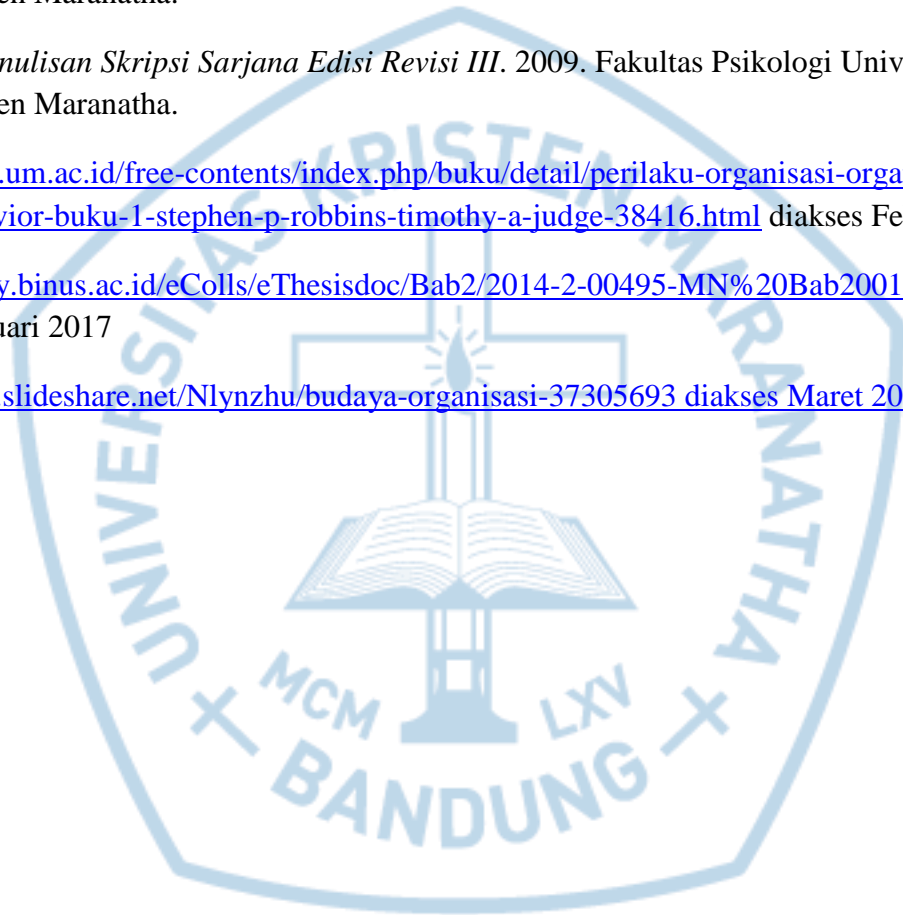 en Maranatha.
nulisan Skripsi Sarjana Edisi Revisi III. 2009. Fakultas Psikologi Univ
en Maranatha.
.um.ac.id/free-contents/index.php/buku/detail/perilaku-organisasi-orga
vior-buku-1-stephen-p-robbins-timothy-a-judge-38416.html diakses Fe
y.binus.ac.id/eColls/eThesisdoc/Bab2/2014-2-00495-MN%20Bab2001
uari 2017
.slideshare.net/Nlynzhu/budaya-organisasi-37305693 diakses Maret 20
UNIVERSITAS KRISTEN MARANATHA
MCM LXV
BANDUNG